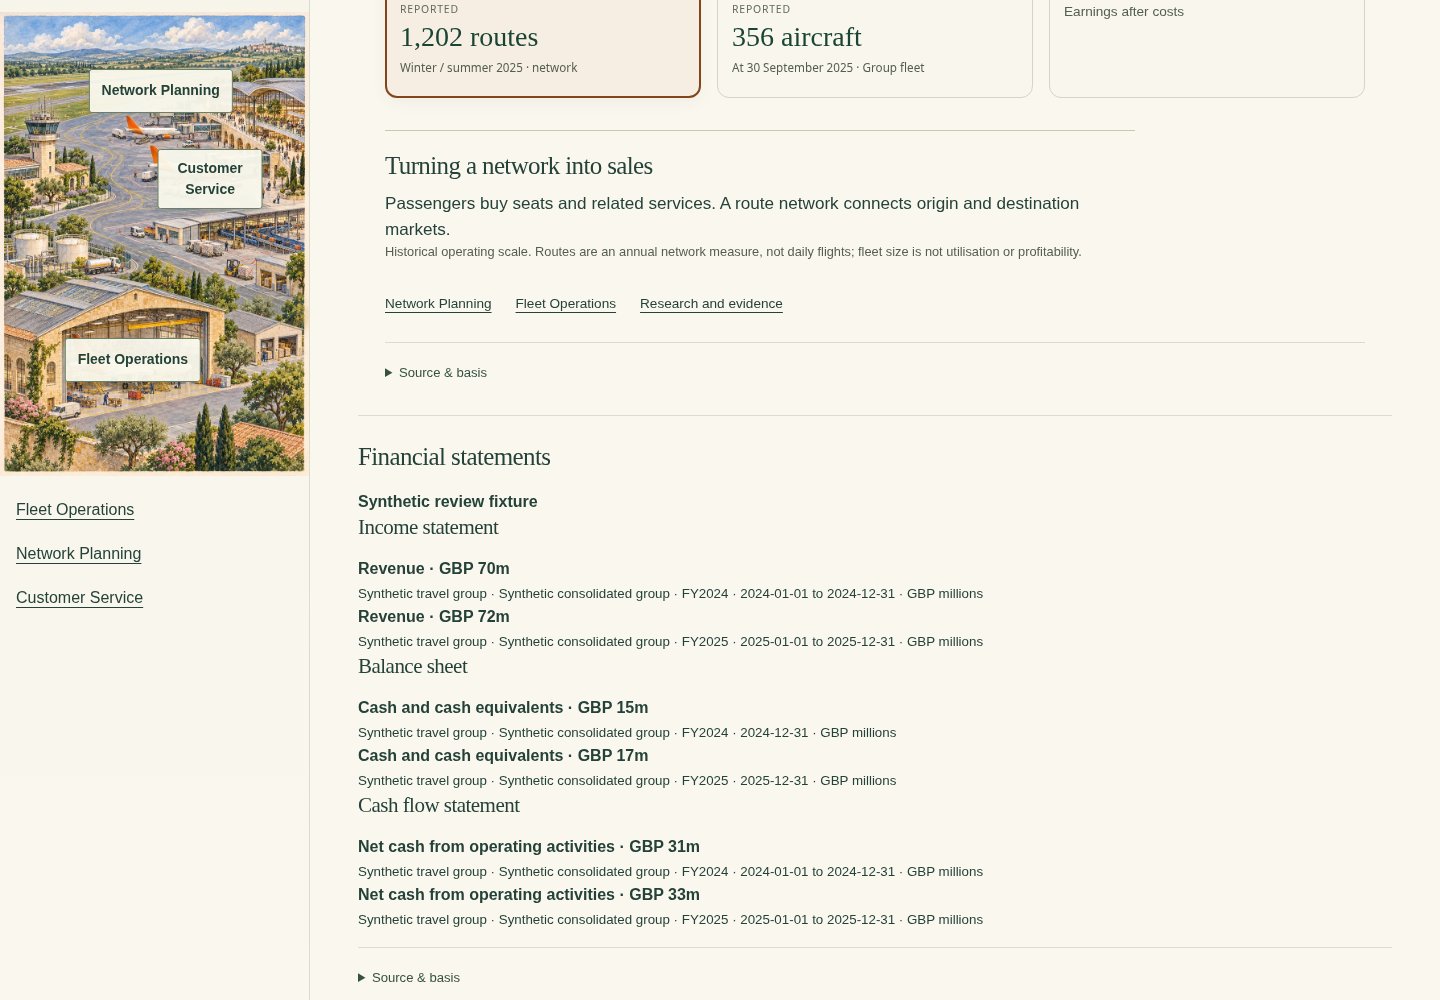 Network Planning
Customer
Service
Fleet Operations
Fleet Operations
Network Planning
Customer Service
REPORTED
1,202 routes
Winter / summer 2025 · network
REPORTED
356 aircraft
At 30 September 2025 · Group fleet
Earnings after costs
Turning a network into sales
Passengers buy seats and related services. A route network connects origin and destination
markets.
Historical operating scale. Routes are an annual network measure, not daily flights; fleet size is not utilisation or profitability.
Network Planning Fleet Operations Research and evidence
Source & basis
Financial statements
Synthetic review fixture
Income statement
Revenue · GBP 70m
Synthetic travel group · Synthetic consolidated group · FY2024 · 2024-01-01 to 2024-12-31 · GBP millions
Revenue · GBP 72m
Synthetic travel group · Synthetic consolidated group · FY2025 · 2025-01-01 to 2025-12-31 · GBP millions
Balance sheet
Cash and cash equivalents · GBP 15m
Synthetic travel group · Synthetic consolidated group · FY2024 · 2024-12-31 · GBP millions
Cash and cash equivalents · GBP 17m
Synthetic travel group · Synthetic consolidated group · FY2025 · 2025-12-31 · GBP millions
Cash flow statement
Net cash from operating activities · GBP 31m
Synthetic travel group · Synthetic consolidated group · FY2024 · 2024-01-01 to 2024-12-31 · GBP millions
Net cash from operating activities · GBP 33m
Synthetic travel group · Synthetic consolidated group · FY2025 · 2025-01-01 to 2025-12-31 · GBP millions
Source & basis